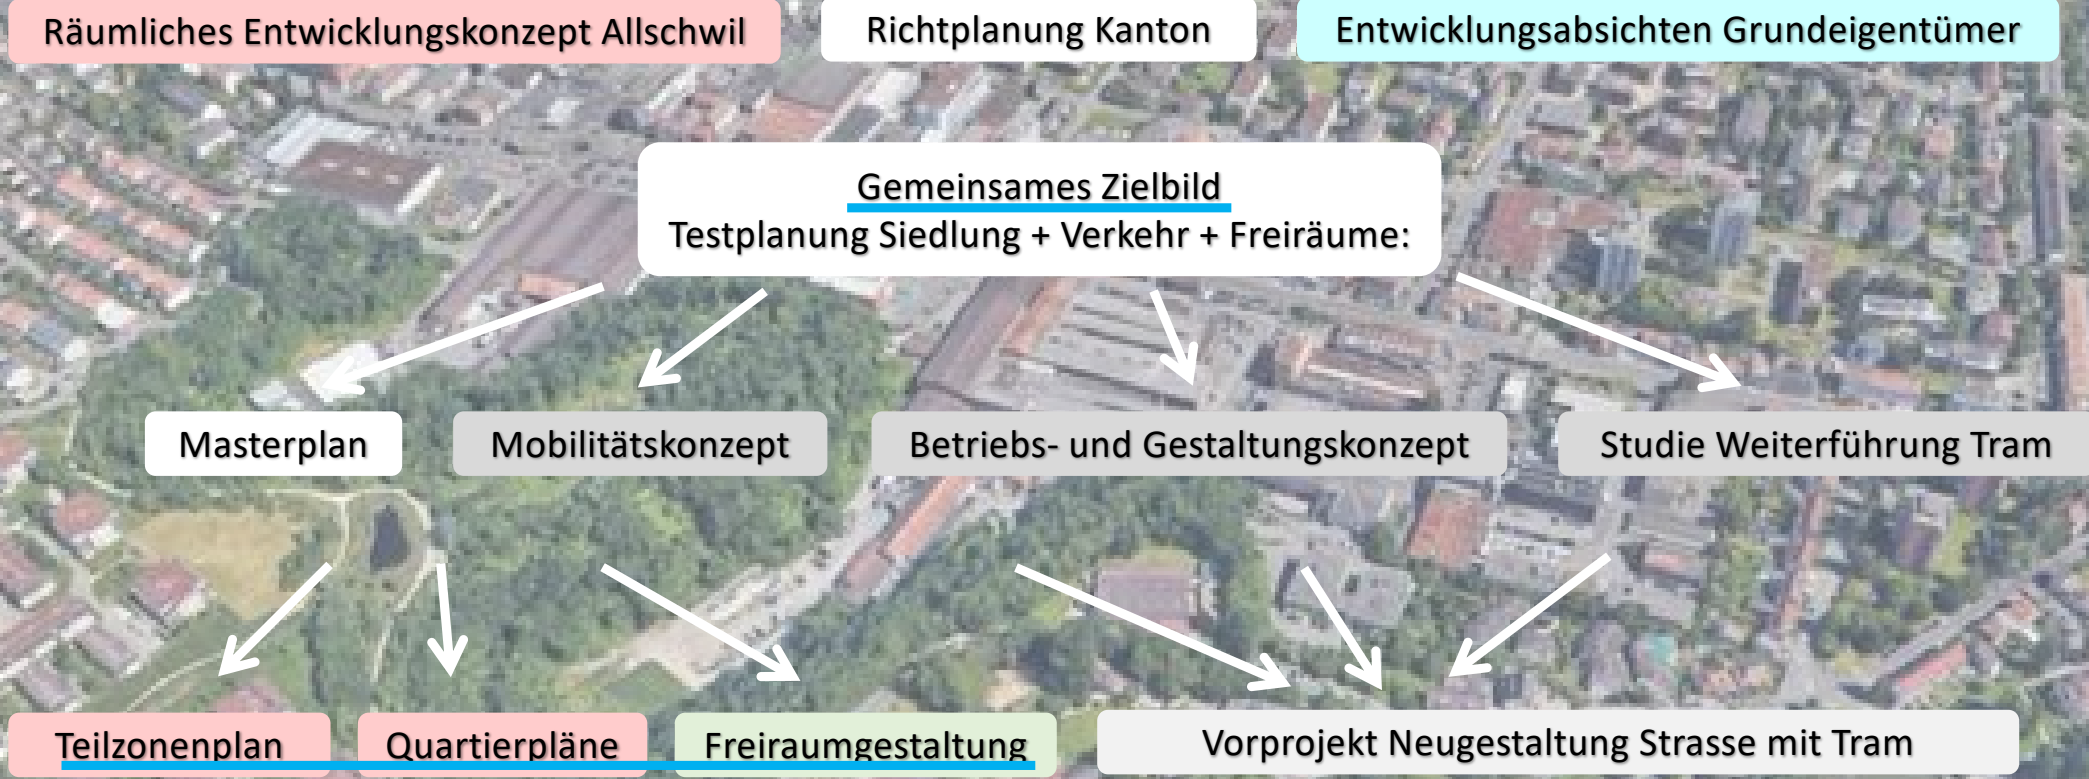 Räumliches Entwicklungskonzept Allschwil
Richtplanung Kanton
Entwicklungsabsichten Grundeigentümer
Gemeinsames Zielbild
Testplanung Siedlung + Verkehr + Freiräume:
Masterplan
Mobilitätskonzept
Betriebs- und Gestaltungskonzept
Studie Weiterführung Tram
Teilzonenplan
Quartierpläne
Freiraumgestaltung
Vorprojekt Neugestaltung Strasse mit Tram